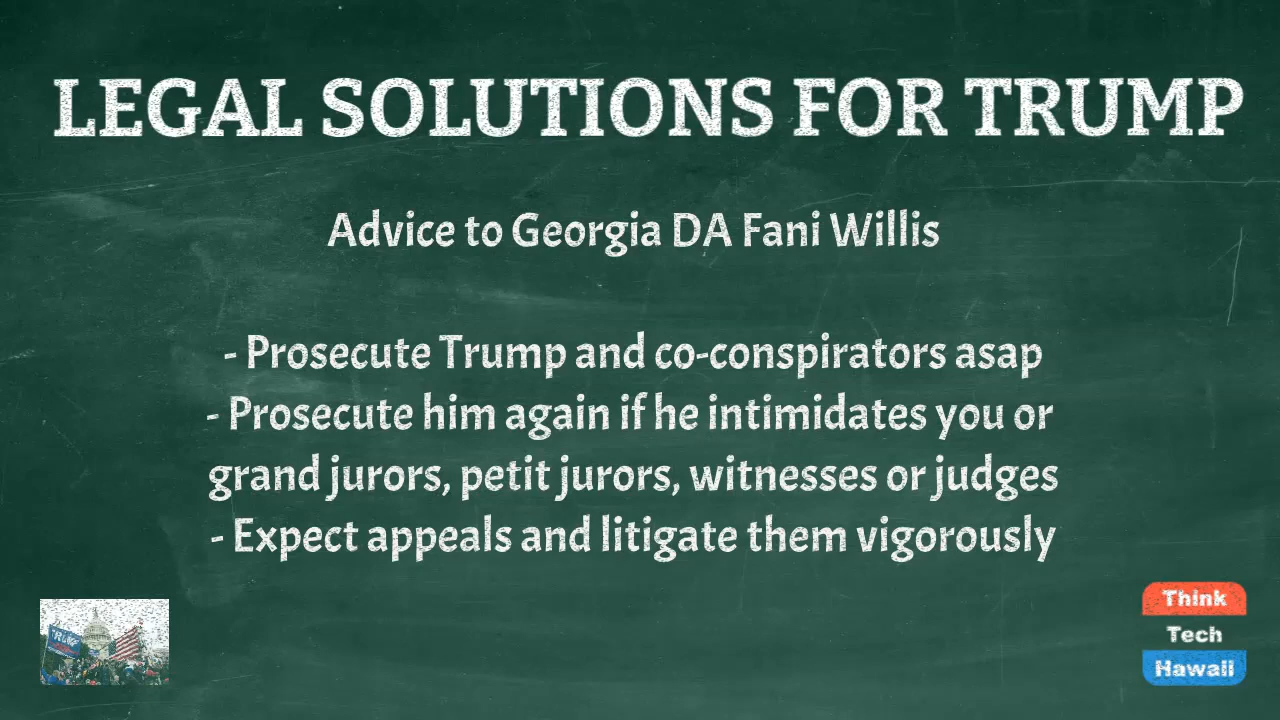 LEGAL SOLUTIONS FOR TRUMP
Advice to Georgia DA Fani Willis
- Prosecute Trump and co-conspirators asap
- Prosecute him again if he intimidates you or
grand jurors, petit jurors, witnesses or judges
- Expect appeals and litigate them vigorously
TRUMP
Think
Tech
Hawaii